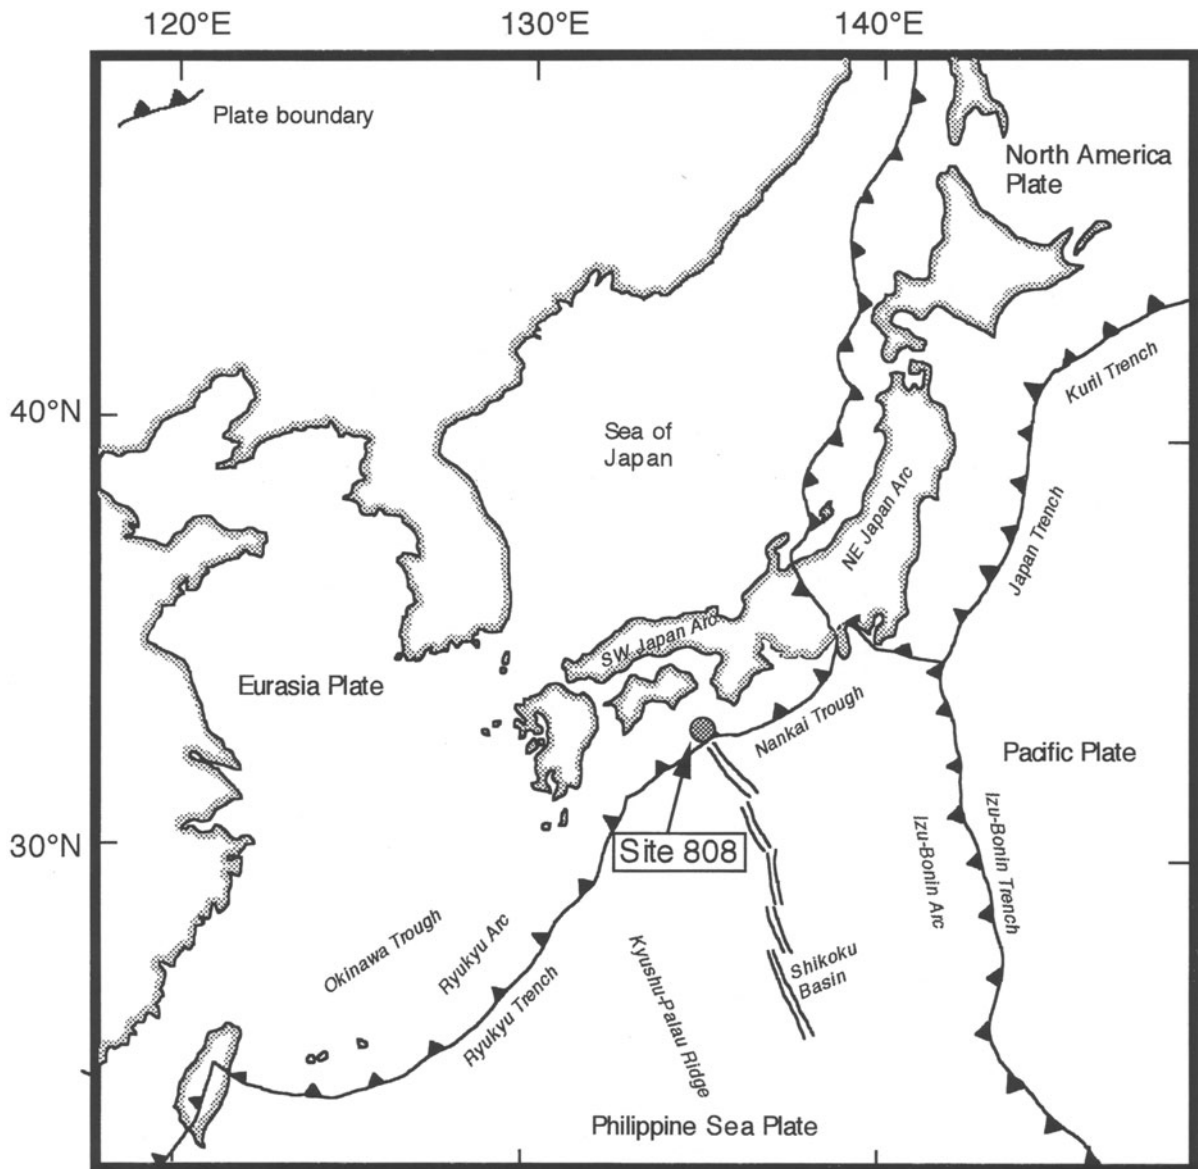 120°E
130°E
140°E
Plate boundary
North America
Plate
Kuril Trench
40°N
Sea of
Japan
NE Japan Arc
Japan Trench
SW Japan Arc
Eurasia Plate
Nankai Trough
Pacific Plate
30°N
Site 808
Izu-Bonin Arc
Izu-Bonin Trench
Okinawa Trough
Ryukyu Arc
Ryukyu Trench
Kyushu-Palau Ridge
Shikoku
Basin
Philippine Sea Plate